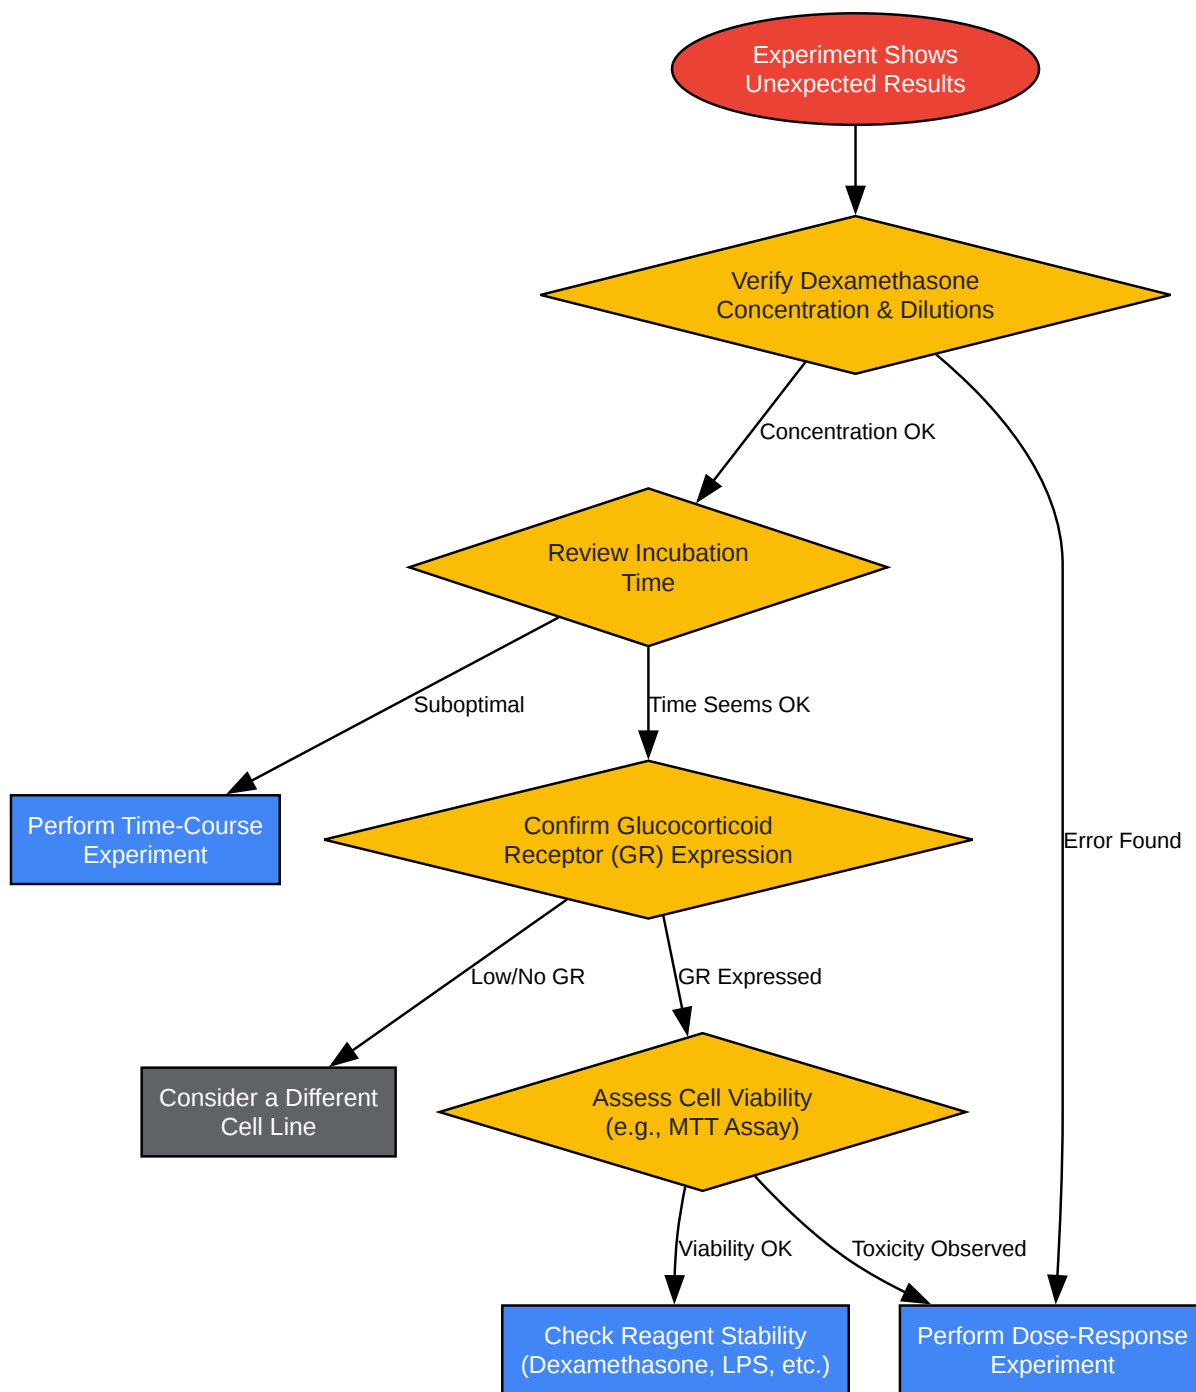 Experiment Shows
Unexpected Results
Verify Dexamethasone
Concentration & Dilutions
Concentration OK
Review Incubation
Time
Suboptimal
Time Seems OK
Perform Time-Course
Experiment
Confirm Glucocorticoid
Receptor (GR) Expression
Error Found
Low/No GR
GR Expressed
Consider a Different
Cell Line
Assess Cell Viability
(e.g., MTT Assay)
Viability OK
Toxicity Observed
Check Reagent Stability
(Dexamethasone, LPS, etc.)
Perform Dose-Response
Experiment